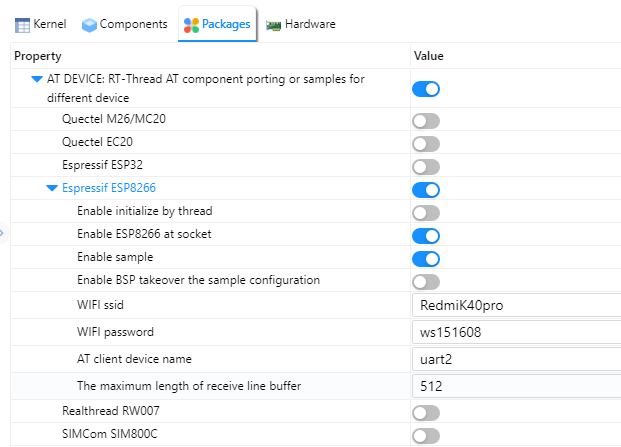 Kernel Components Packages Hardware
Property Value
AT DEVICE: RT-Thread AT component porting or samples for
different device
Quectel M26/MC20
Quectel EC20
Espressif ESP32
Espressif ESP8266
Enable initialize by thread
Enable ESP8266 at socket
Enable sample
Enable BSP takeover the sample configuration
WIFI ssid RedmiK40pro
WIFI password ws151608
AT client device name uart2
The maximum length of receive line buffer 512
Realthread RW007
SIMCom SIM800C